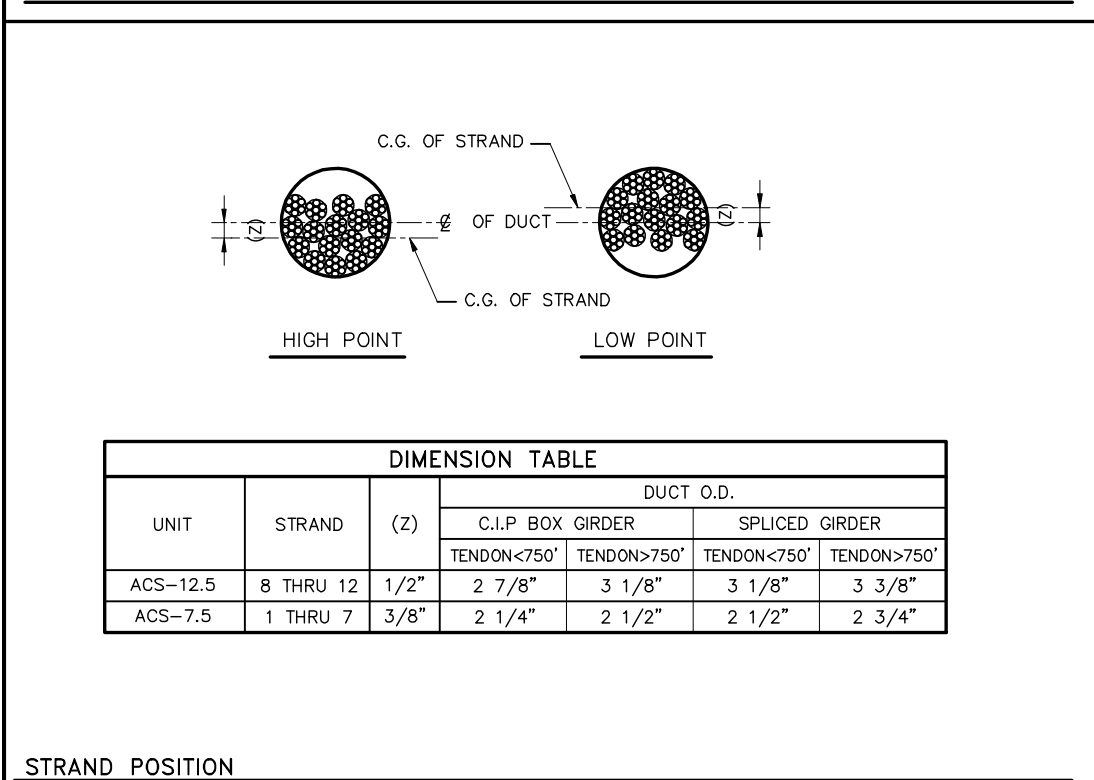 C.G. OF STRAND
(Z)
℄ OF DUCT
(Z)
C.G. OF STRAND
HIGH POINT
LOW POINT
DIMENSION TABLE
UNIT STRAND (Z) DUCT O.D.
C.I.P BOX GIRDER SPLICED GIRDER
TENDON<750' TENDON>750' TENDON<750' TENDON>750'
ACS-12.5 8 THRU 12 1/2" 2 7/8" 3 1/8" 3 1/8" 3 3/8"
ACS-7.5 1 THRU 7 3/8" 2 1/4" 2 1/2" 2 1/2" 2 3/4"
STRAND POSITION